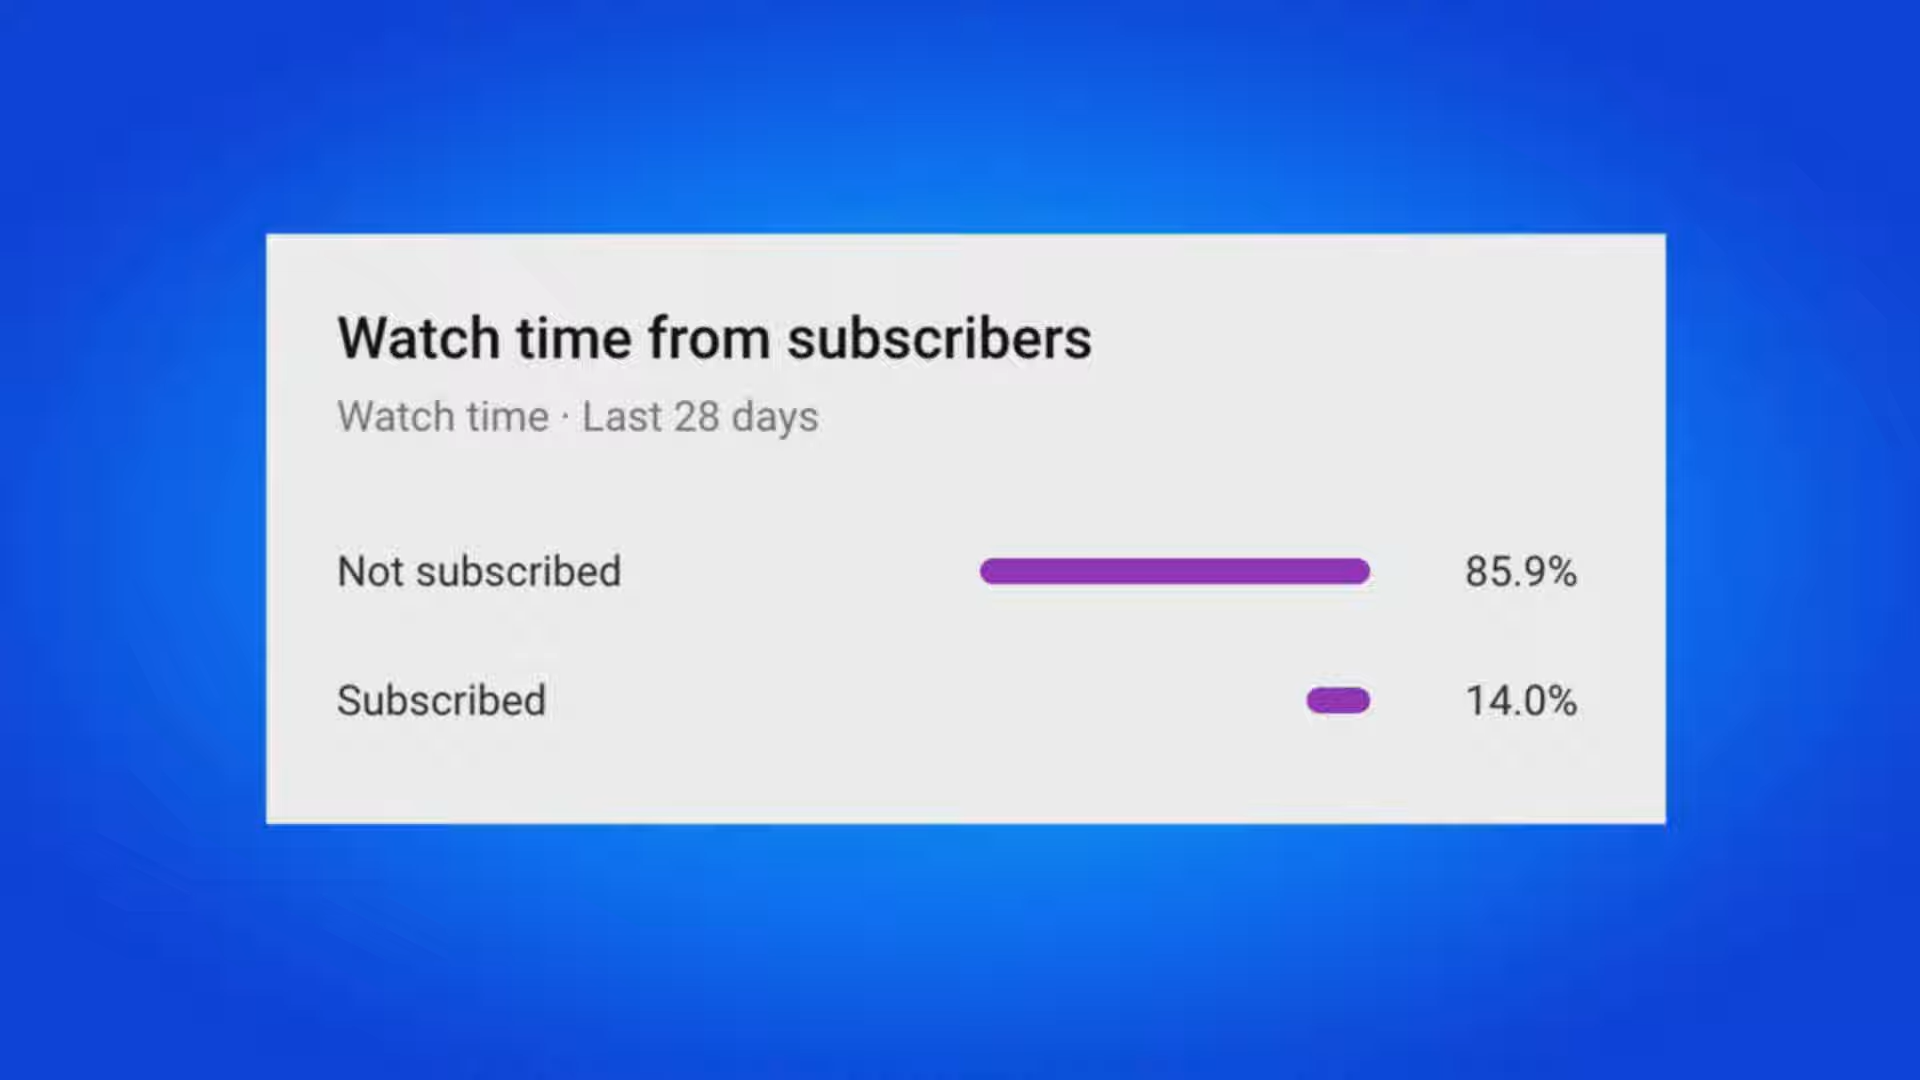 Watch time from subscribers
Watch time · Last 28 days
Not subscribed 85.9%
Subscribed 14.0%